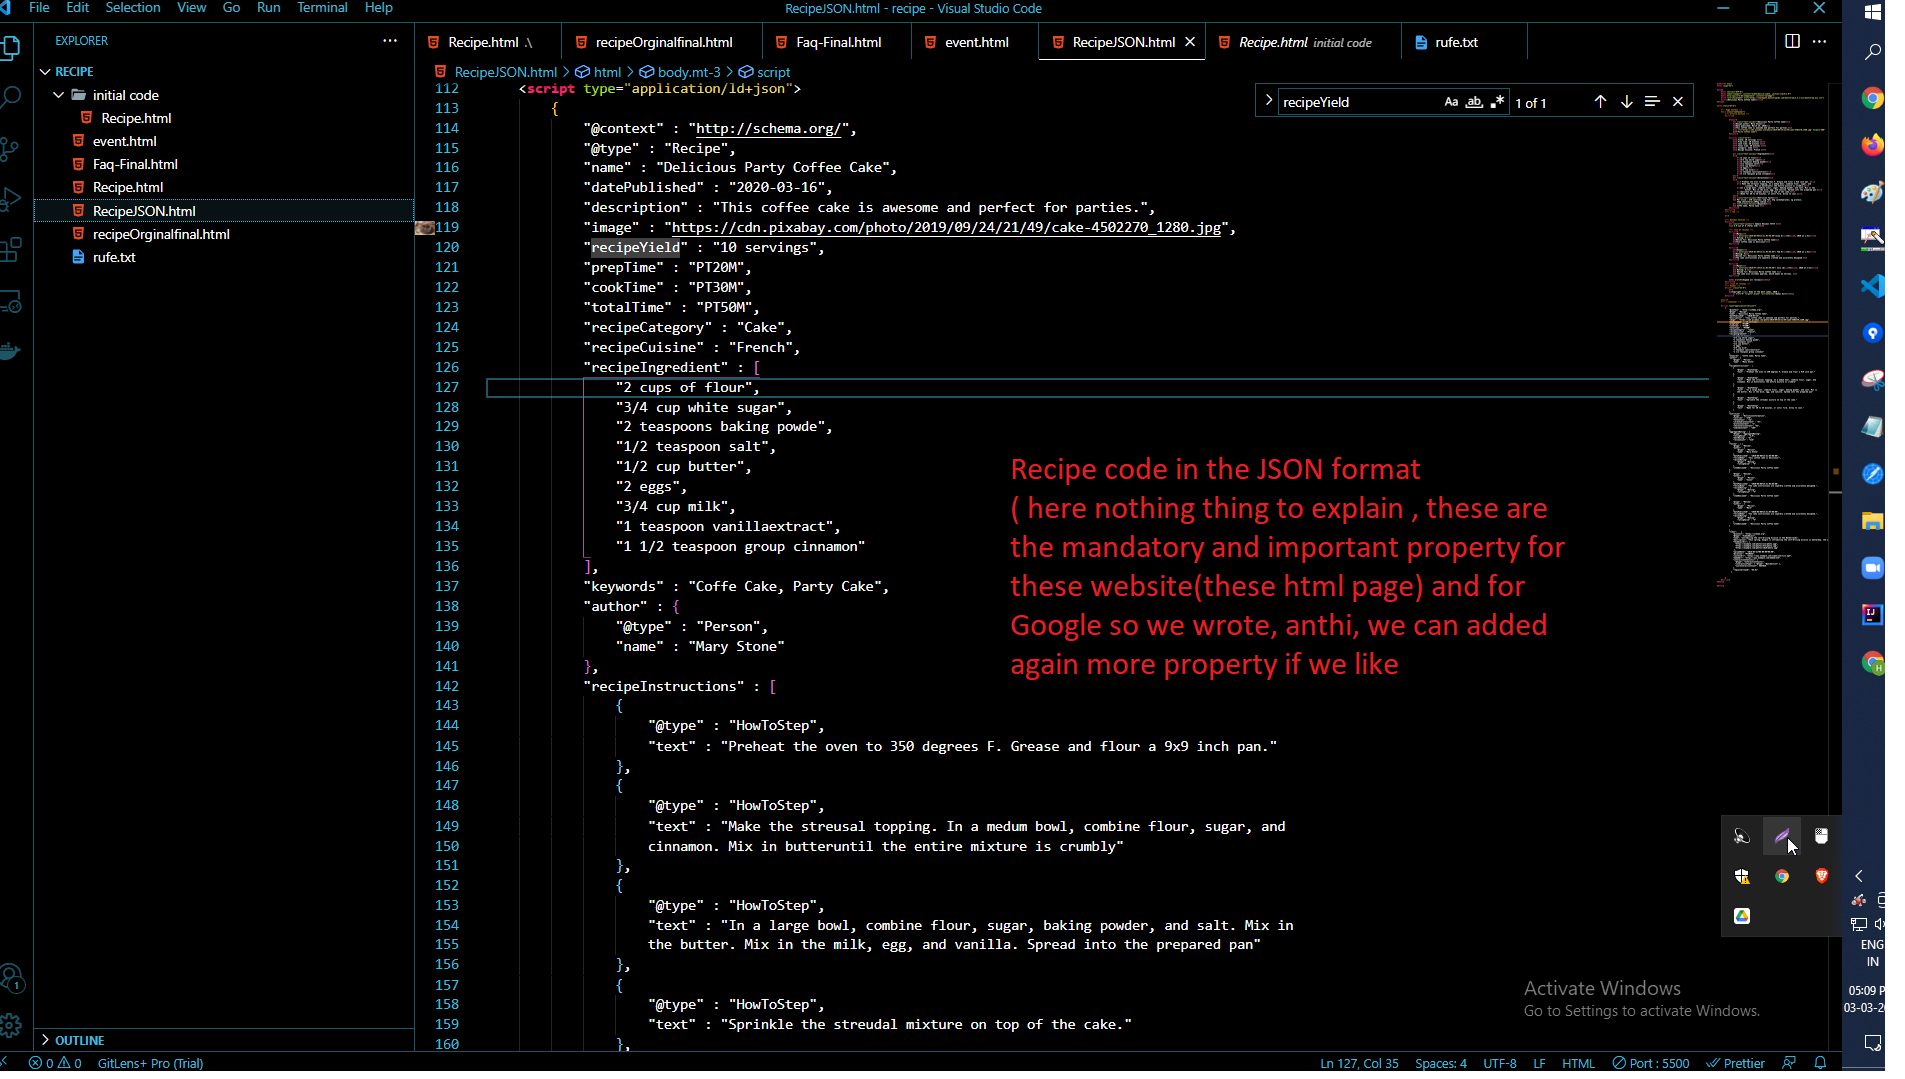 File Edit Selection View Go Run Terminal Help
RecipeJSON.html - recipe - Visual Studio Code
EXPLORER
RECIPE
initial code
Recipe.html
event.html
Faq-Final.html
Recipe.html
RecipeJSON.html
recipeOrginalfinal.html
rufe.txt
OUTLINE
Recipe.html .\ recipeOrginalfinal.html Faq-Final.html event.html RecipeJSON.html Recipe.html initial code rufe.txt
RecipeJSON.html > html > body.mt-3 > script
recipeYield Aa ab 1 of 1
112 <script type="application/ld+json">
113 {
114 "@context" : "http://schema.org/",
115 "@type" : "Recipe",
116 "name" : "Delicious Party Coffee Cake",
117 "datePublished" : "2020-03-16",
118 "description" : "This coffee cake is awesome and perfect for parties.",
119 "image" : "https://cdn.pixabay.com/photo/2019/09/24/21/49/cake-4502270_1280.jpg",
120 "recipeYield" : "10 servings",
121 "prepTime" : "PT20M",
122 "cookTime" : "PT30M",
123 "totalTime" : "PT50M",
124 "recipeCategory" : "Cake",
125 "recipeCuisine" : "French",
126 "recipeIngredient" : [
127 "2 cups of flour",
128 "3/4 cup white sugar",
129 "2 teaspoons baking powde",
130 "1/2 teaspoon salt",
131 "1/2 cup butter",
132 "2 eggs",
133 "3/4 cup milk",
134 "1 teaspoon vanillaextract",
135 "1 1/2 teaspoon group cinnamon"
136 ],
137 "keywords" : "Coffe Cake, Party Cake",
138 "author" : {
139 "@type" : "Person",
140 "name" : "Mary Stone"
141 },
142 "recipeInstructions" : [
143 {
144 "@type" : "HowToStep",
145 "text" : "Preheat the oven to 350 degrees F. Grease and flour a 9x9 inch pan."
146 },
147 {
148 "@type" : "HowToStep",
149 "text" : "Make the streusal topping. In a medum bowl, combine flour, sugar, and
150 cinnamon. Mix in butteruntil the entire mixture is crumbly"
151 },
152 {
153 "@type" : "HowToStep",
154 "text" : "In a large bowl, combine flour, sugar, baking powder, and salt. Mix in
155 the butter. Mix in the milk, egg, and vanilla. Spread into the prepared pan"
156 },
157 {
158 "@type" : "HowToStep",
159 "text" : "Sprinkle the streudal mixture on top of the cake."
160 },
Recipe code in the JSON format
( here nothing thing to explain , these are
the mandatory and important property for
these website(these html page) and for
Google so we wrote, anthi, we can added
again more property if we like
Activate Windows
Go to Settings to activate Windows.
0 0 GitLens+ Pro (Trial)
Ln 127, Col 35 Spaces: 4 UTF-8 LF HTML Port : 5500 Prettier
ENG
IN
05:09 P
03-03-2